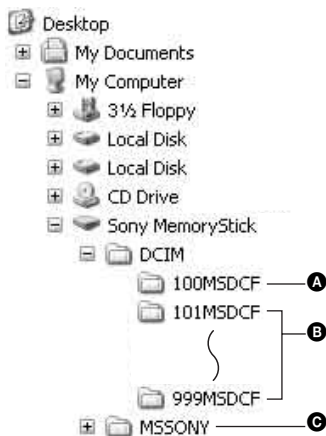 Desktop
My Documents
My Computer
3½ Floppy
Local Disk
Local Disk
CD Drive
Sony MemoryStick
DCIM
100MSDCF A
101MSDCF
B
999MSDCF
MSSONY C